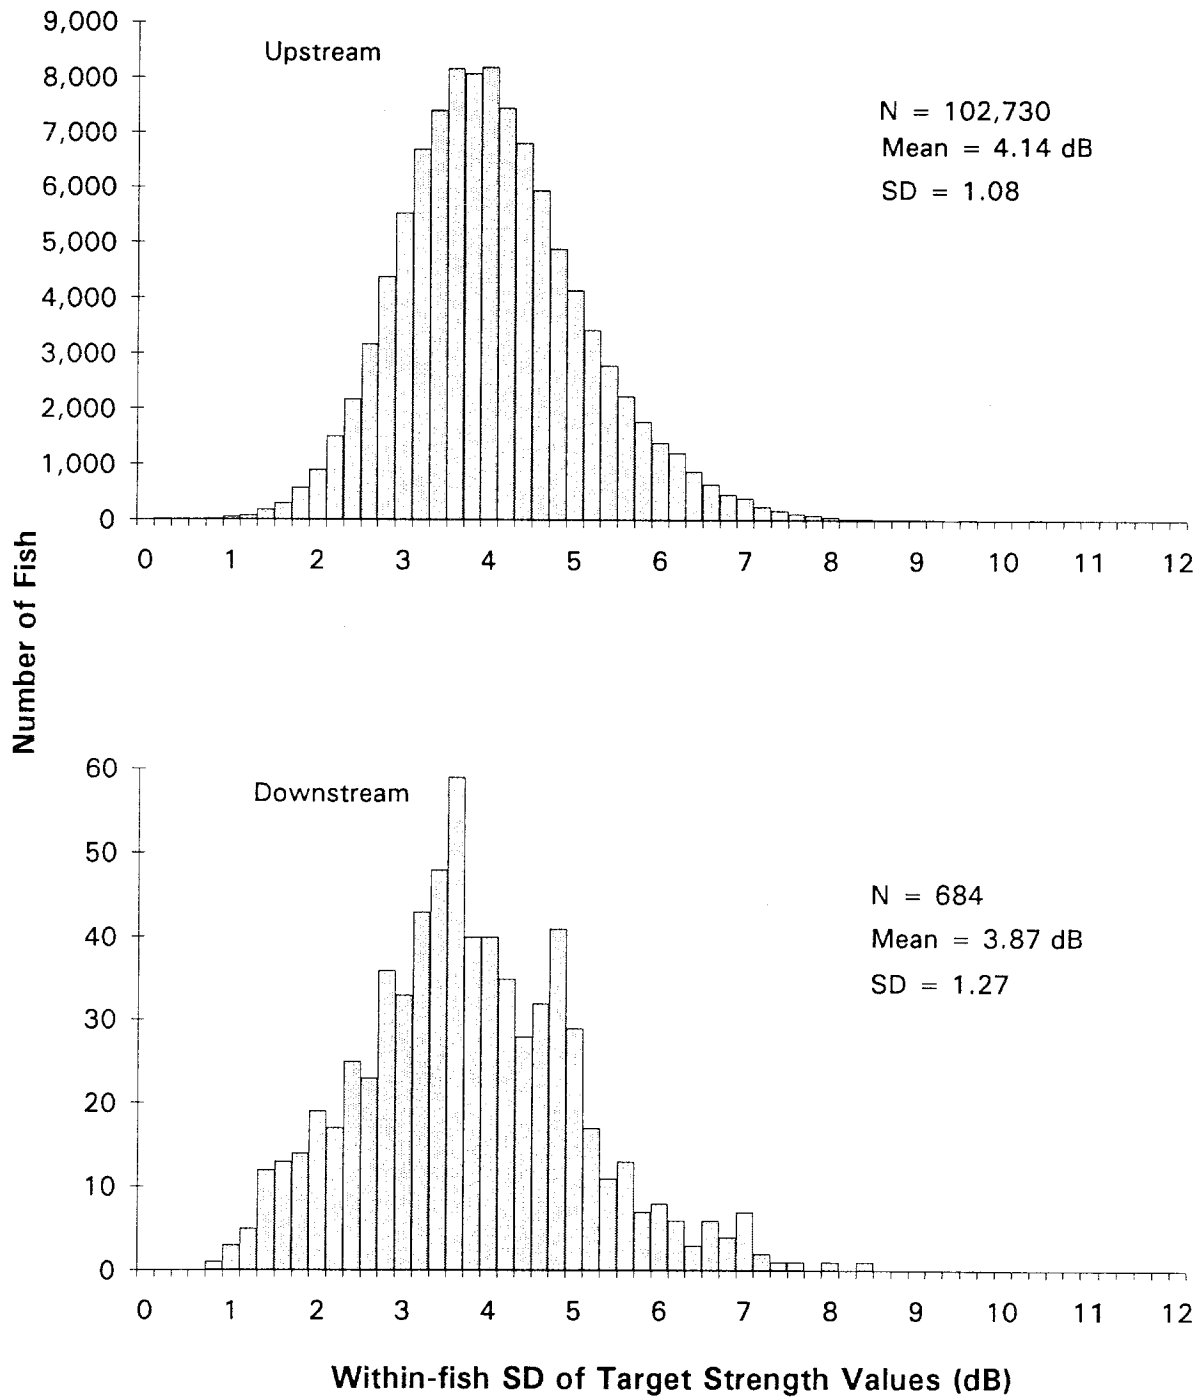 Number of Fish
Upstream
N = 102,730
Mean = 4.14 dB
SD = 1.08
9,000
8,000
7,000
6,000
5,000
4,000
3,000
2,000
1,000
0
0 1 2 3 4 5 6 7 8 9 10 11 12
Downstream
N = 684
Mean = 3.87 dB
SD = 1.27
60
50
40
30
20
10
0
0 1 2 3 4 5 6 7 8 9 10 11 12
Within-fish SD of Target Strength Values (dB)